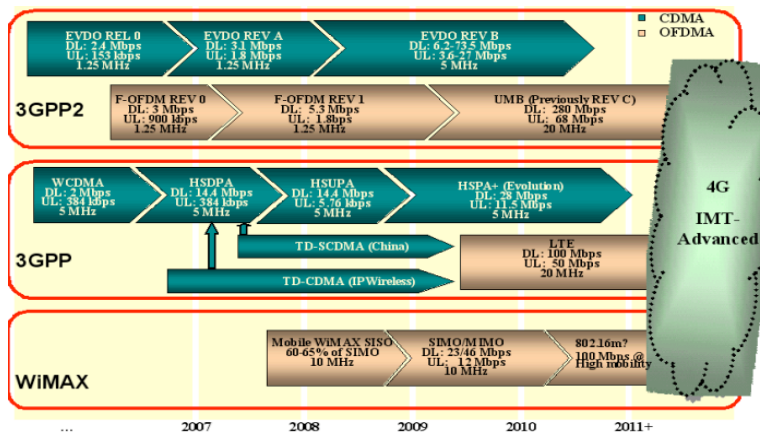 CDMA
OFDMA
EVDO REL 0
DL: 2.4 Mbps
UL: 153 kbps
1.25 MHz
EVDO REV A
DL: 3.1 Mbps
UL: 1.8 Mbps
1.25 MHz
EVDO REV B
DL: 6.2-73.5 Mbps
UL: 3.6-27 Mbps
5 MHz
3GPP2
F-OFDM REV 0
DL: 3 Mbps
UL: 900 kbps
1.25 MHz
F-OFDM REV 1
DL: 5.3 Mbps
UL: 1.8bps
1.25 MHz
UMB (Previously REV C)
DL: 280 Mbps
UL: 68 Mbps
20 MHz
WCDMA
DL: 2 Mbps
UL: 384 kbps
5 MHz
HSDPA
DL: 14.4 Mbps
UL: 384 kbps
5 MHz
HSUPA
DL: 14.4 Mbps
UL: 5.76 kbps
5 MHz
HSPA+ (Evolution)
DL: 28 Mbps
UL: 11.5 Mbps
5 MHz
4G
IMT-
Advanced
3GPP
TD-SCDMA (China)
TD-CDMA (IPWireless)
LTE
DL: 100 Mbps
UL: 50 Mbps
20 MHz
WiMAX
Mobile WiMAX SISO
60-65% of SIMO
10 MHz
SIMO/MIMO
DL: 23/46 Mbps
UL: 12 Mbps
10 MHz
802.16m?
100 Mbps @
High mobility
... 2007 2008 2009 2010 2011+